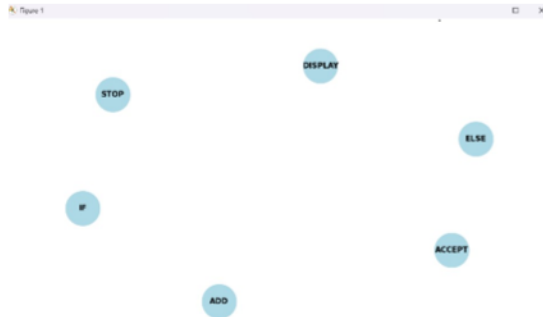 Figure 1
DISPLAY
STOP
ELSE
IF
ACCEPT
ADD